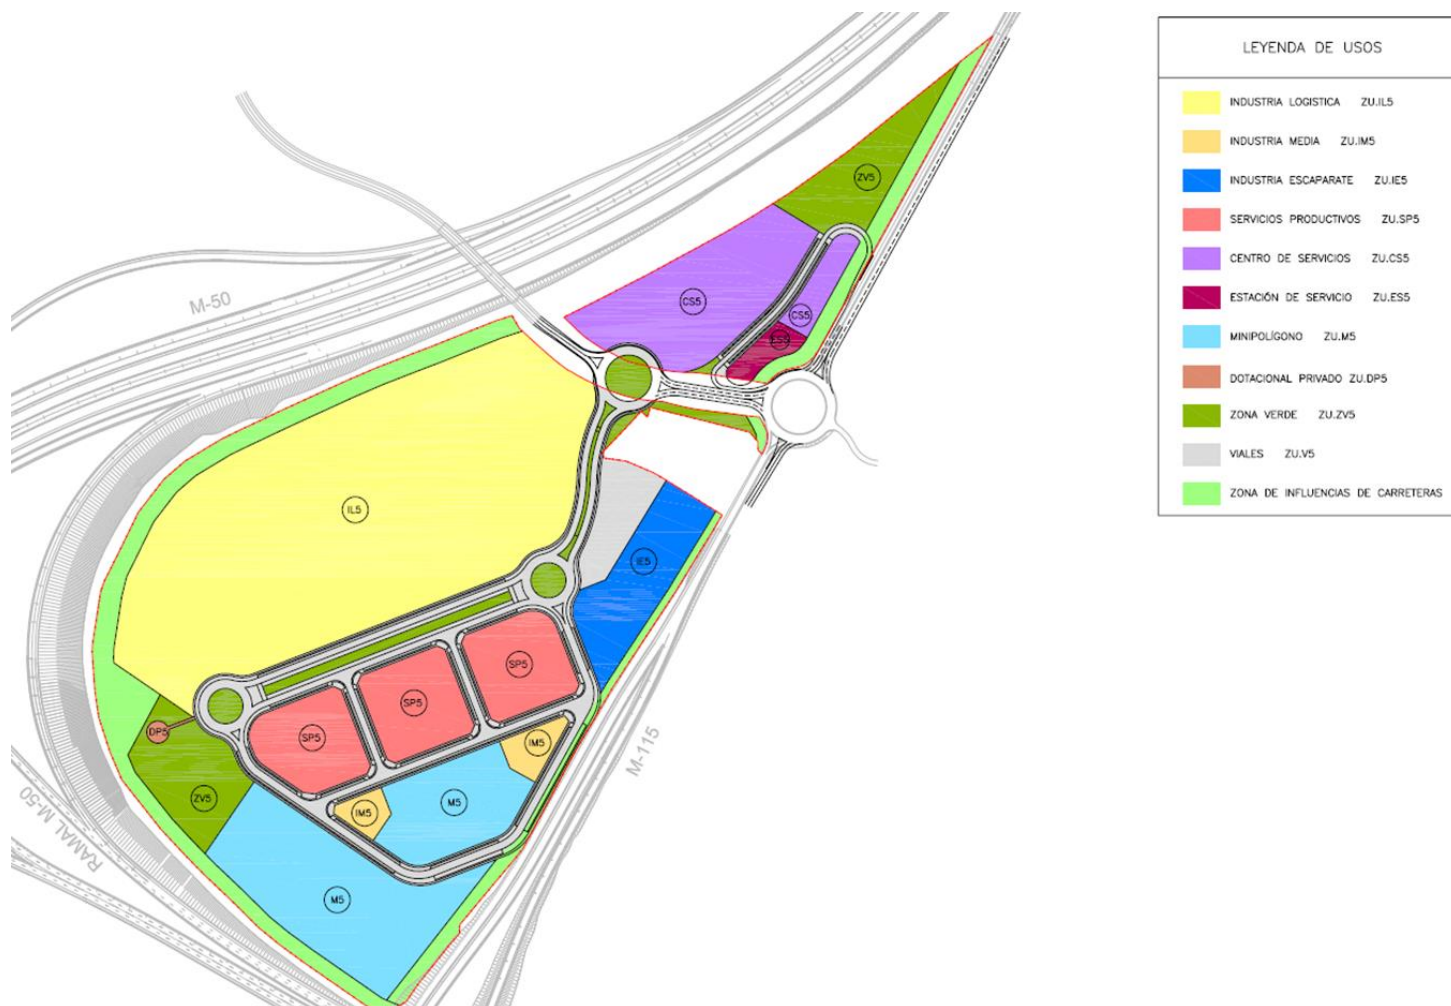 LEYENDA DE USOS
INDUSTRIA LOGISTICA ZU.IL5
INDUSTRIA MEDIA ZU.IM5
INDUSTRIA ESCAPARATE ZU.IE5
SERVICIOS PRODUCTIVOS ZU.SP5
CENTRO DE SERVICIOS ZU.CS5
ESTACIÓN DE SERVICIO ZU.ES5
MINIPOLÍGONO ZU.M5
DOTACIONAL PRIVADO ZU.DP5
ZONA VERDE ZU.ZV5
VIALES ZU.V5
ZONA DE INFLUENCIAS DE CARRETERAS
ZV5
M-50
CS5
CS5
ES5
IL5
IE5
SP5
SP5
SP5
DP5
IM5
M-115
ZV5
M5
IM5
RAMAL M-50
M5